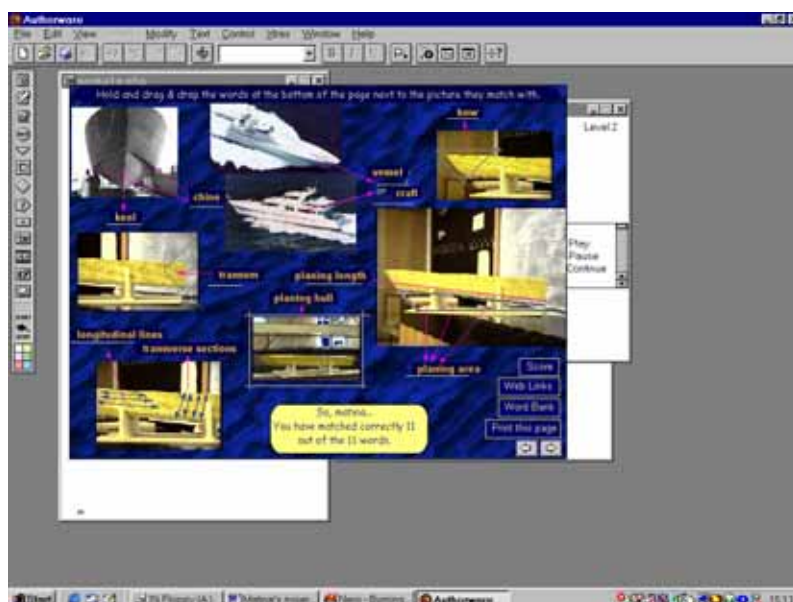 Authorware
File Edit View Modify Text Control Xtras Window Help
Hold and drag & drop the words at the bottom of the page next to the picture they match with.
Level 2
bow
vessel
craft
chine
keel
Play
Pause
Continue
transom
planing length
planing hull
longitudinal lines
transverse sections
planing area
Score
Web Links
Word Bank
Print this page
So, matina...
You have matched correctly 11
out of the 11 words.
Start
Authorware